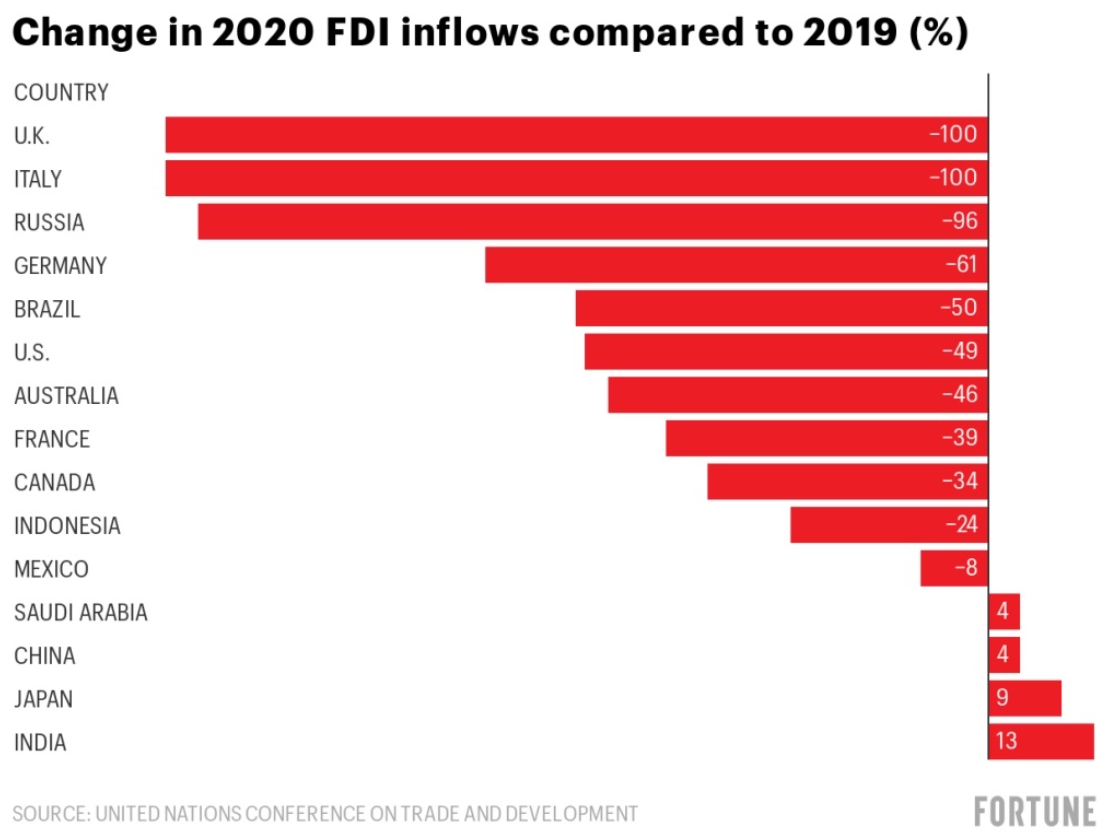 Change in 2020 FDI inflows compared to 2019 (%)
COUNTRY
U.K. −100
ITALY −100
RUSSIA −96
GERMANY −61
BRAZIL −50
U.S. −49
AUSTRALIA −46
FRANCE −39
CANADA −34
INDONESIA −24
MEXICO −8
SAUDI ARABIA 4
CHINA 4
JAPAN 9
INDIA 13
SOURCE: UNITED NATIONS CONFERENCE ON TRADE AND DEVELOPMENT
FORTUNE